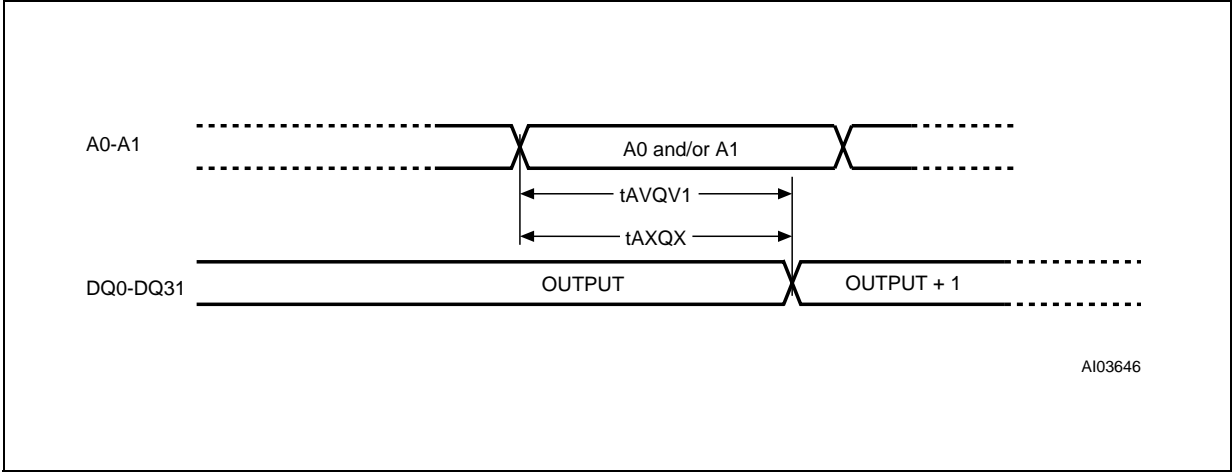 A0-A1
A0 and/or A1
tAVQV1
tAXQX
DQ0-DQ31
OUTPUT
OUTPUT + 1
AI03646